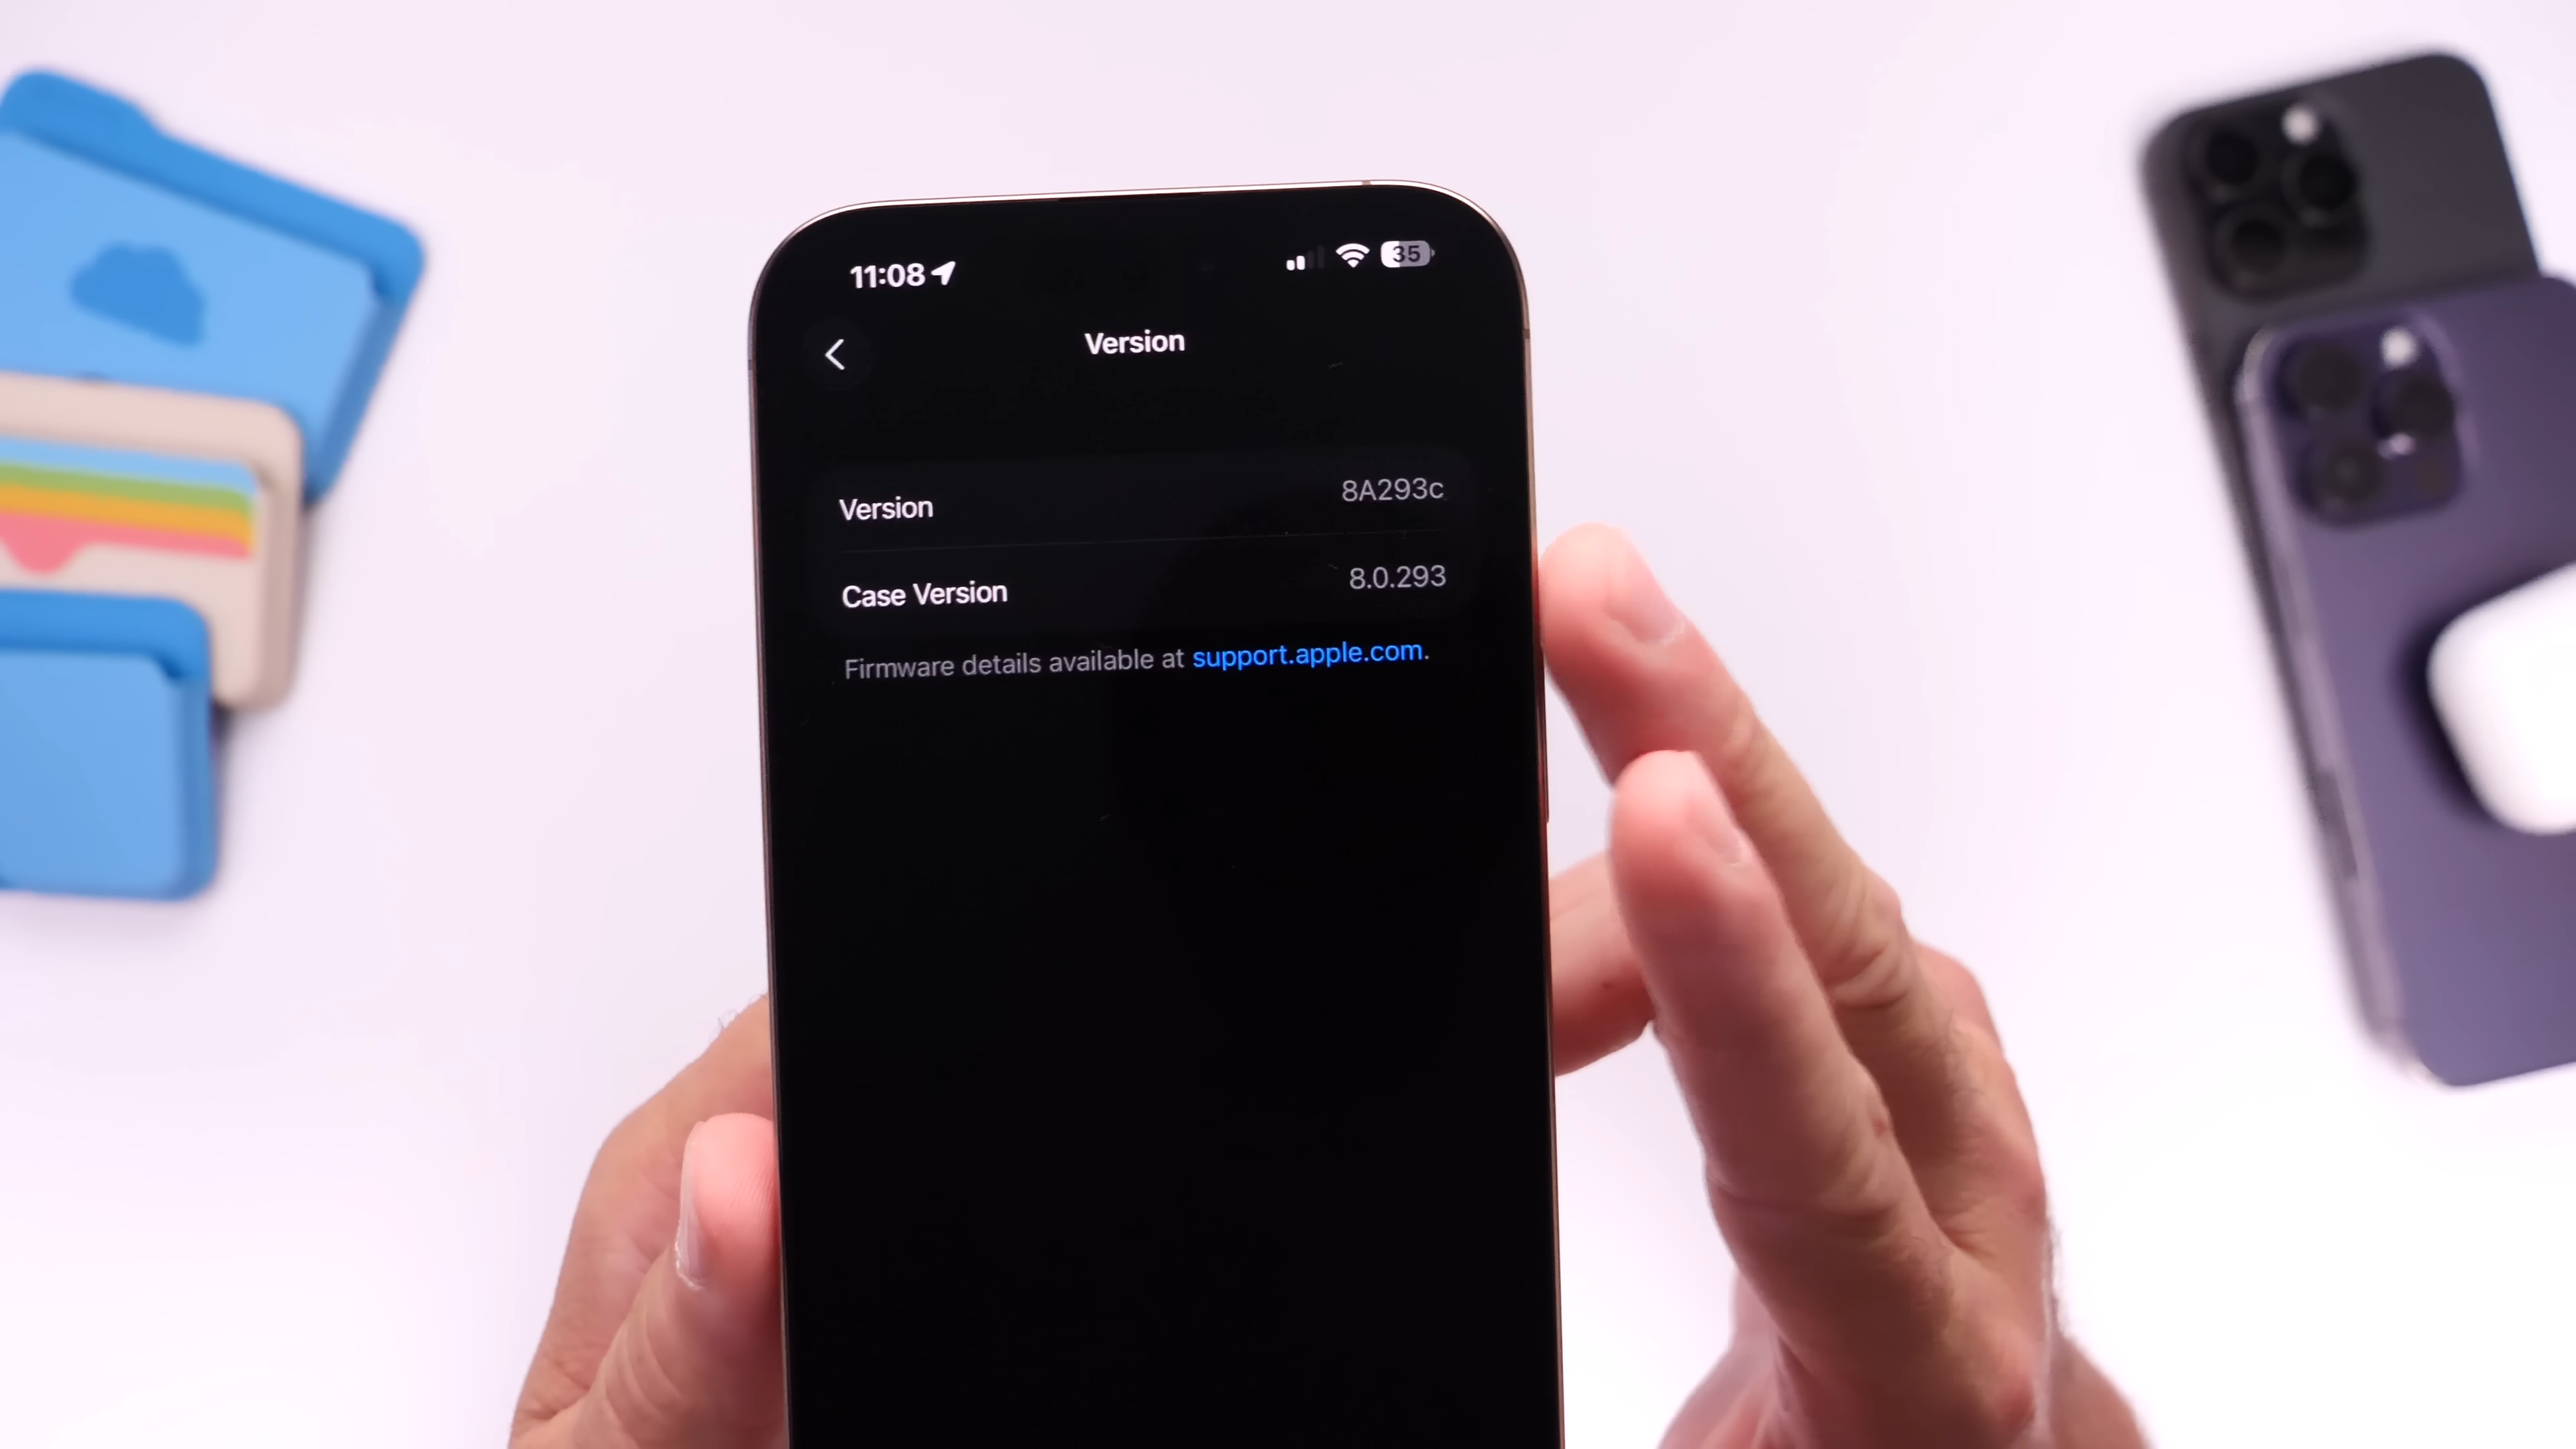 11:08
35
Version
Version 8A293c
Case Version 8.0.293
Firmware details available at support.apple.com.